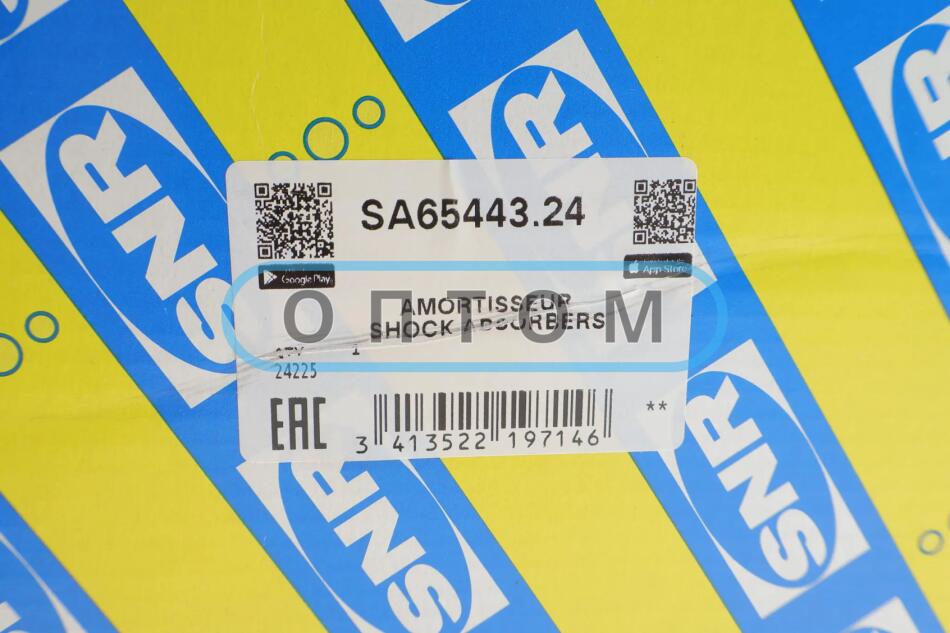 SNR
SNR
SNR
SA65443.24
Google Play
App Store
AMORTISSEUR
SHOCK ABSORBERS
ОПТОМ
QTY 1
24225
EAC
3 413522 197146
**
SNR
SNR